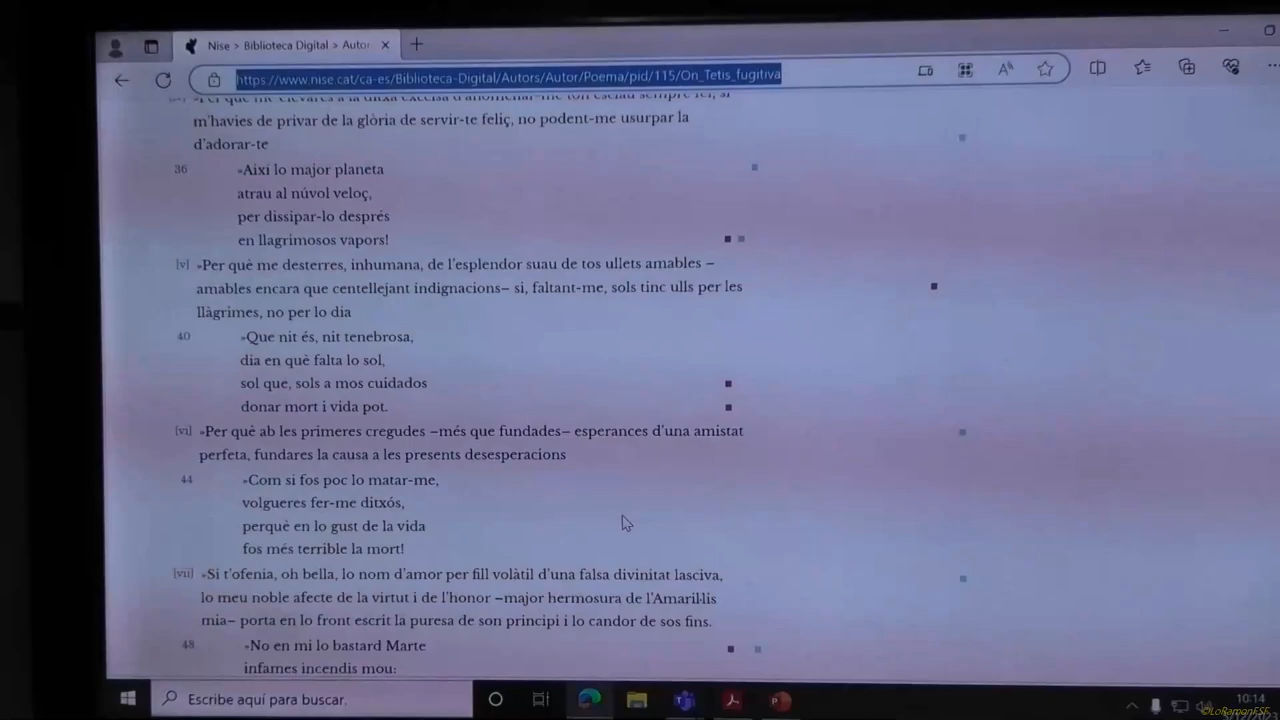 Nise > Biblioteca Digital > Autor
https://www.nise.cat/ca-es/Biblioteca-Digital/Autors/Autor/Poema/pid/115/On_Tetis_fugitiva
m'havies de privar de la glòria de servir-te feliç, no podent-me usurpar la
d'adorar-te
36 »Així lo major planeta
atrau al núvol veloç,
per dissipar-lo després
en llagrimosos vapors!
[v] »Per què me desterres, inhumana, de l'esplendor suau de tos ullets amables –
amables encara que centellejant indignacions– si, faltant-me, sols tinc ulls per les
llàgrimes, no per lo dia
40 »Que nit és, nit tenebrosa,
dia en què falta lo sol,
sol que, sols a mos cuidados
donar mort i vida pot.
[vi] »Per què ab les primeres cregudes –més que fundades– esperances d'una amistat
perfeta, fundares la causa a les presents desesperacions
44 »Com si fos poc lo matar-me,
volgueres fer-me ditxós,
perquè en lo gust de la vida
fos més terrible la mort!
[vii] »Si t'ofenia, oh bella, lo nom d'amor per fill volàtil d'una falsa divinitat lasciva,
lo meu noble afecte de la virtut i de l'honor –major hermosura de l'Amaril·lis
mia– porta en lo front escrit la puresa de son principi i lo candor de sos fins.
48 »No en mi lo bastard Marte
infames incendis mou:
Escribe aquí para buscar.
10:14
©LoRamonFSF